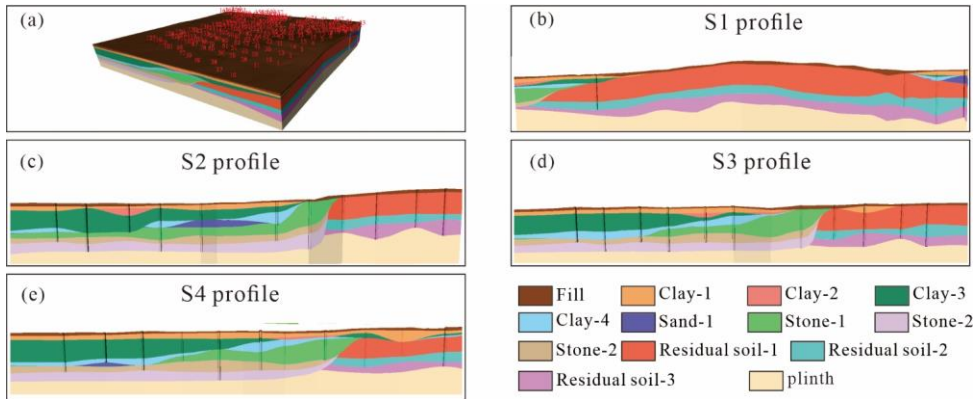 (a)
(b)
S1 profile
(c)
S2 profile
(d)
S3 profile
(e)
S4 profile
Fill
Clay-1
Clay-2
Clay-3
Clay-4
Sand-1
Stone-1
Stone-2
Stone-2
Residual soil-1
Residual soil-2
Residual soil-3
plinth